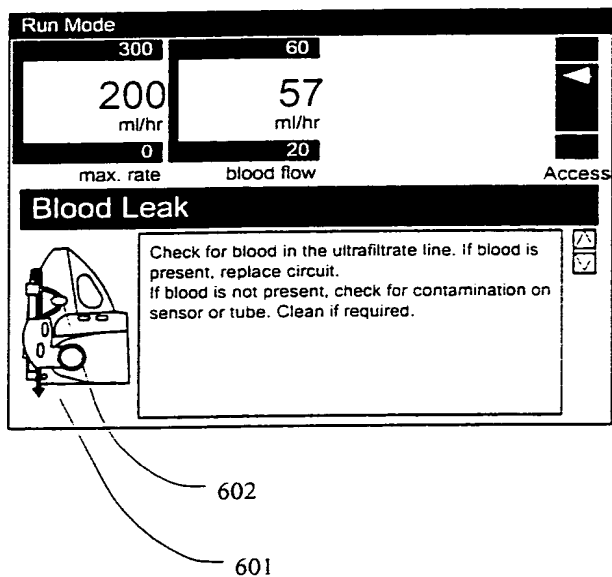 Run Mode
300 60
200 57
ml/hr ml/hr
0 20
max. rate blood flow Access
Blood Leak
Check for blood in the ultrafiltrate line. If blood is
present, replace circuit.
If blood is not present, check for contamination on
sensor or tube. Clean if required.
602
601